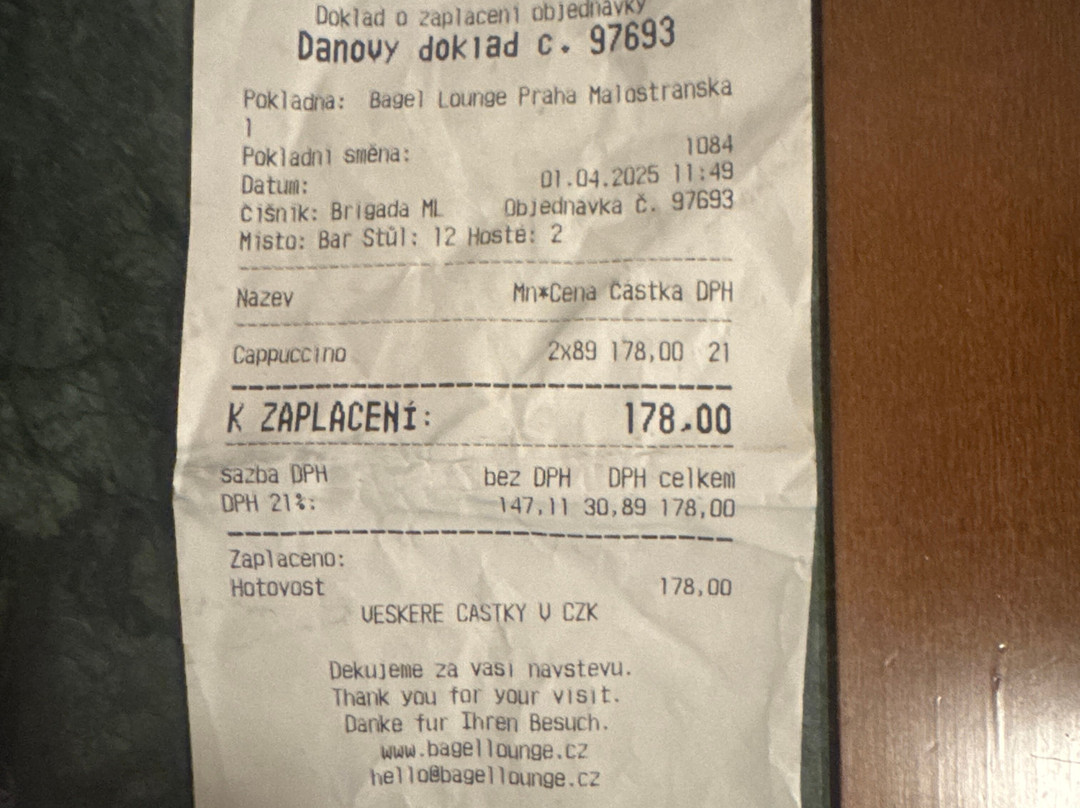 Doklad o zaplacení objednávky
Danovy doklad c. 97693
Pokladna: Bagel Lounge Praha Malostranska
1
Pokladní směna: 1084
Datum: 01.04.2025 11:49
Číšník: Brigada ML Objednávka č. 97693
Místo: Bar Stůl: 12 Hosté: 2
Název Mn*Cena Částka DPH
Cappuccino 2x89 178,00 21
K ZAPLACENÍ: 178.00
sazba DPH bez DPH DPH celkem
DPH 21%: 147,11 30,89 178,00
Zaplaceno:
Hotovost 178,00
VESKERE CASTKY V CZK
Dekujeme za vasi navstevu.
Thank you for your visit.
Danke fur Ihren Besuch.
www.bagellounge.cz
hello@bagellounge.cz